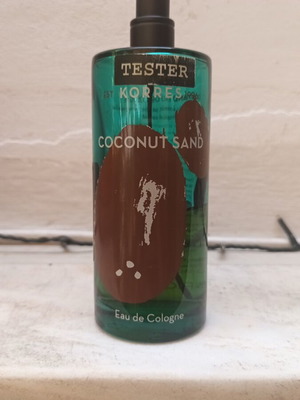 TESTER
KORRES
COCONUT SAND
Eau de Cologne